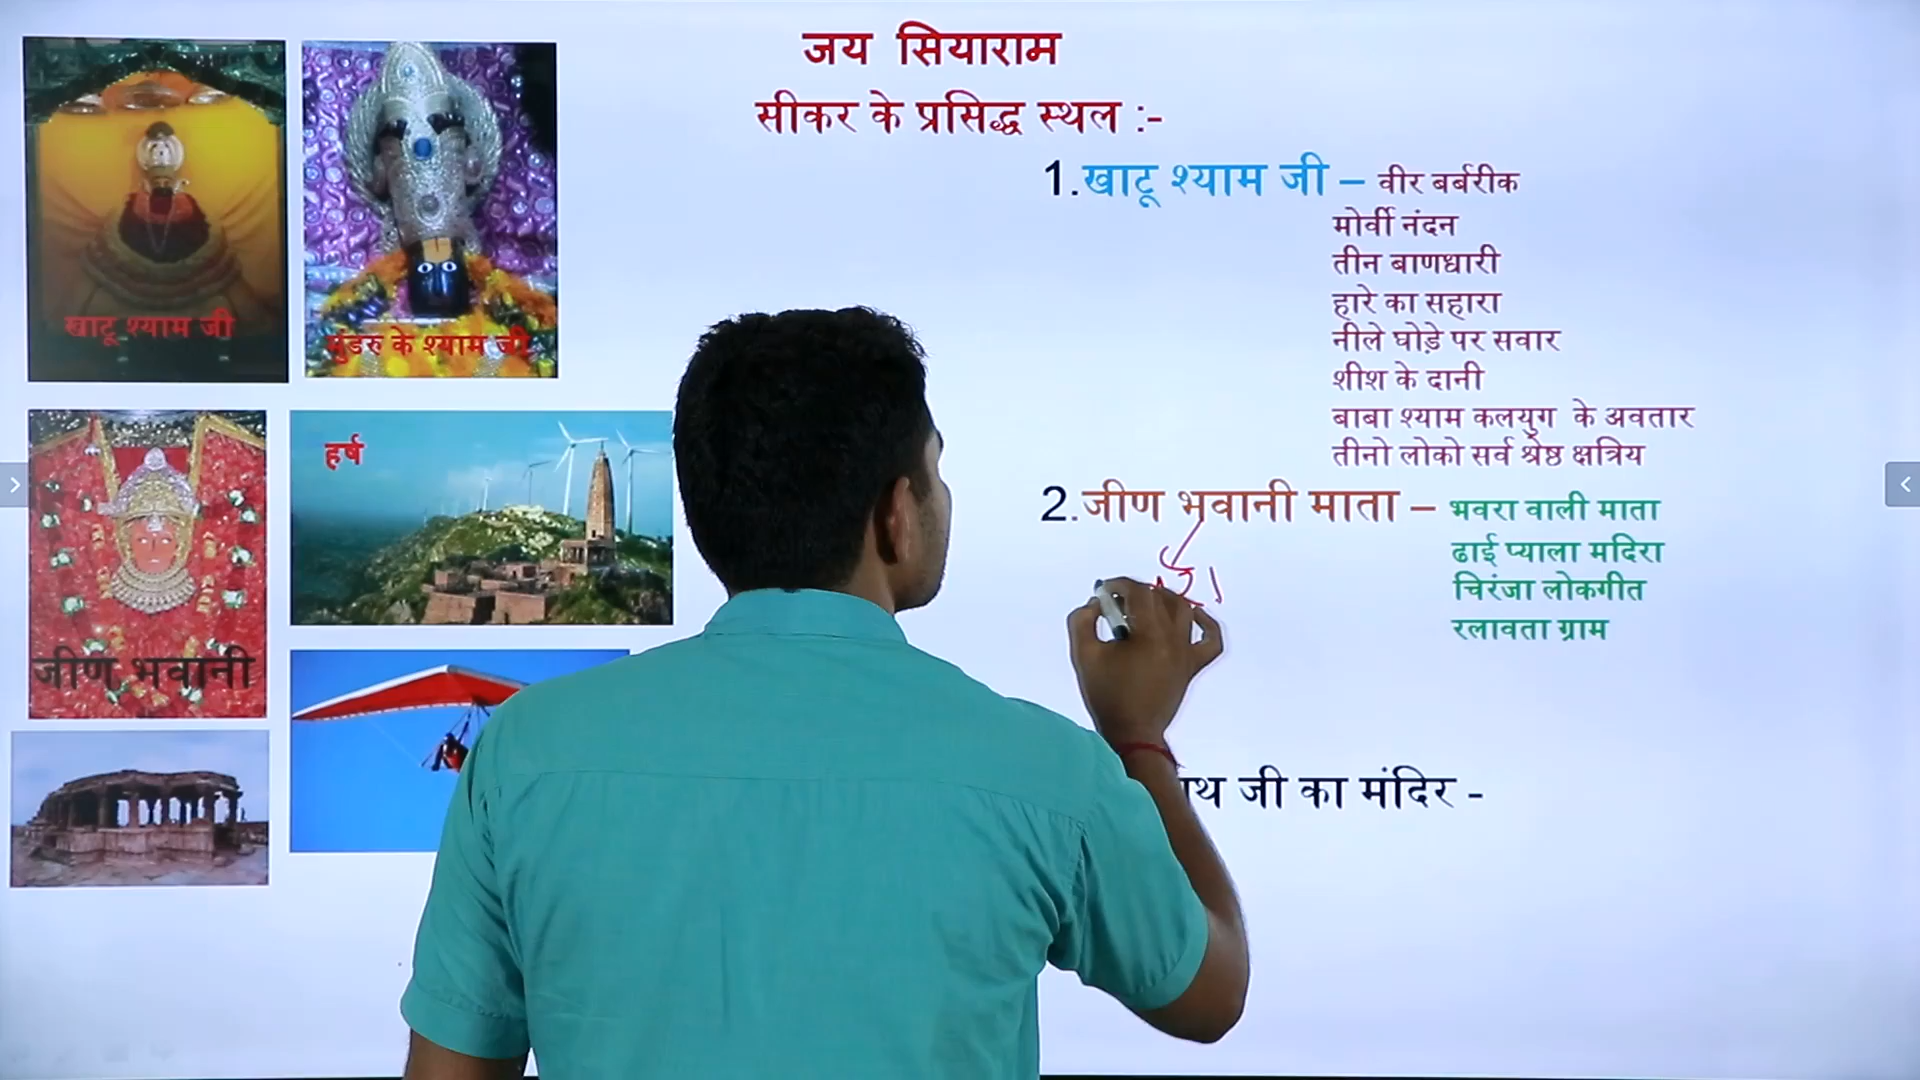 जय सियाराम
सीकर के प्रसिद्ध स्थल :-
1.खाटू श्याम जी – वीर बर्बरीक
मोर्वी नंदन
तीन बाणधारी
हारे का सहारा
नीले घोड़े पर सवार
शीश के दानी
बाबा श्याम कलयुग के अवतार
तीनो लोको सर्व श्रेष्ठ क्षत्रिय
2.जीण भवानी माता – भवरा वाली माता
ढाई प्याला मदिरा
चिरंजा लोकगीत
रलावता ग्राम
जी का मंदिर -
खाटू श्याम जी
मुंडरु के श्याम जी
हर्ष
जीण भवानी